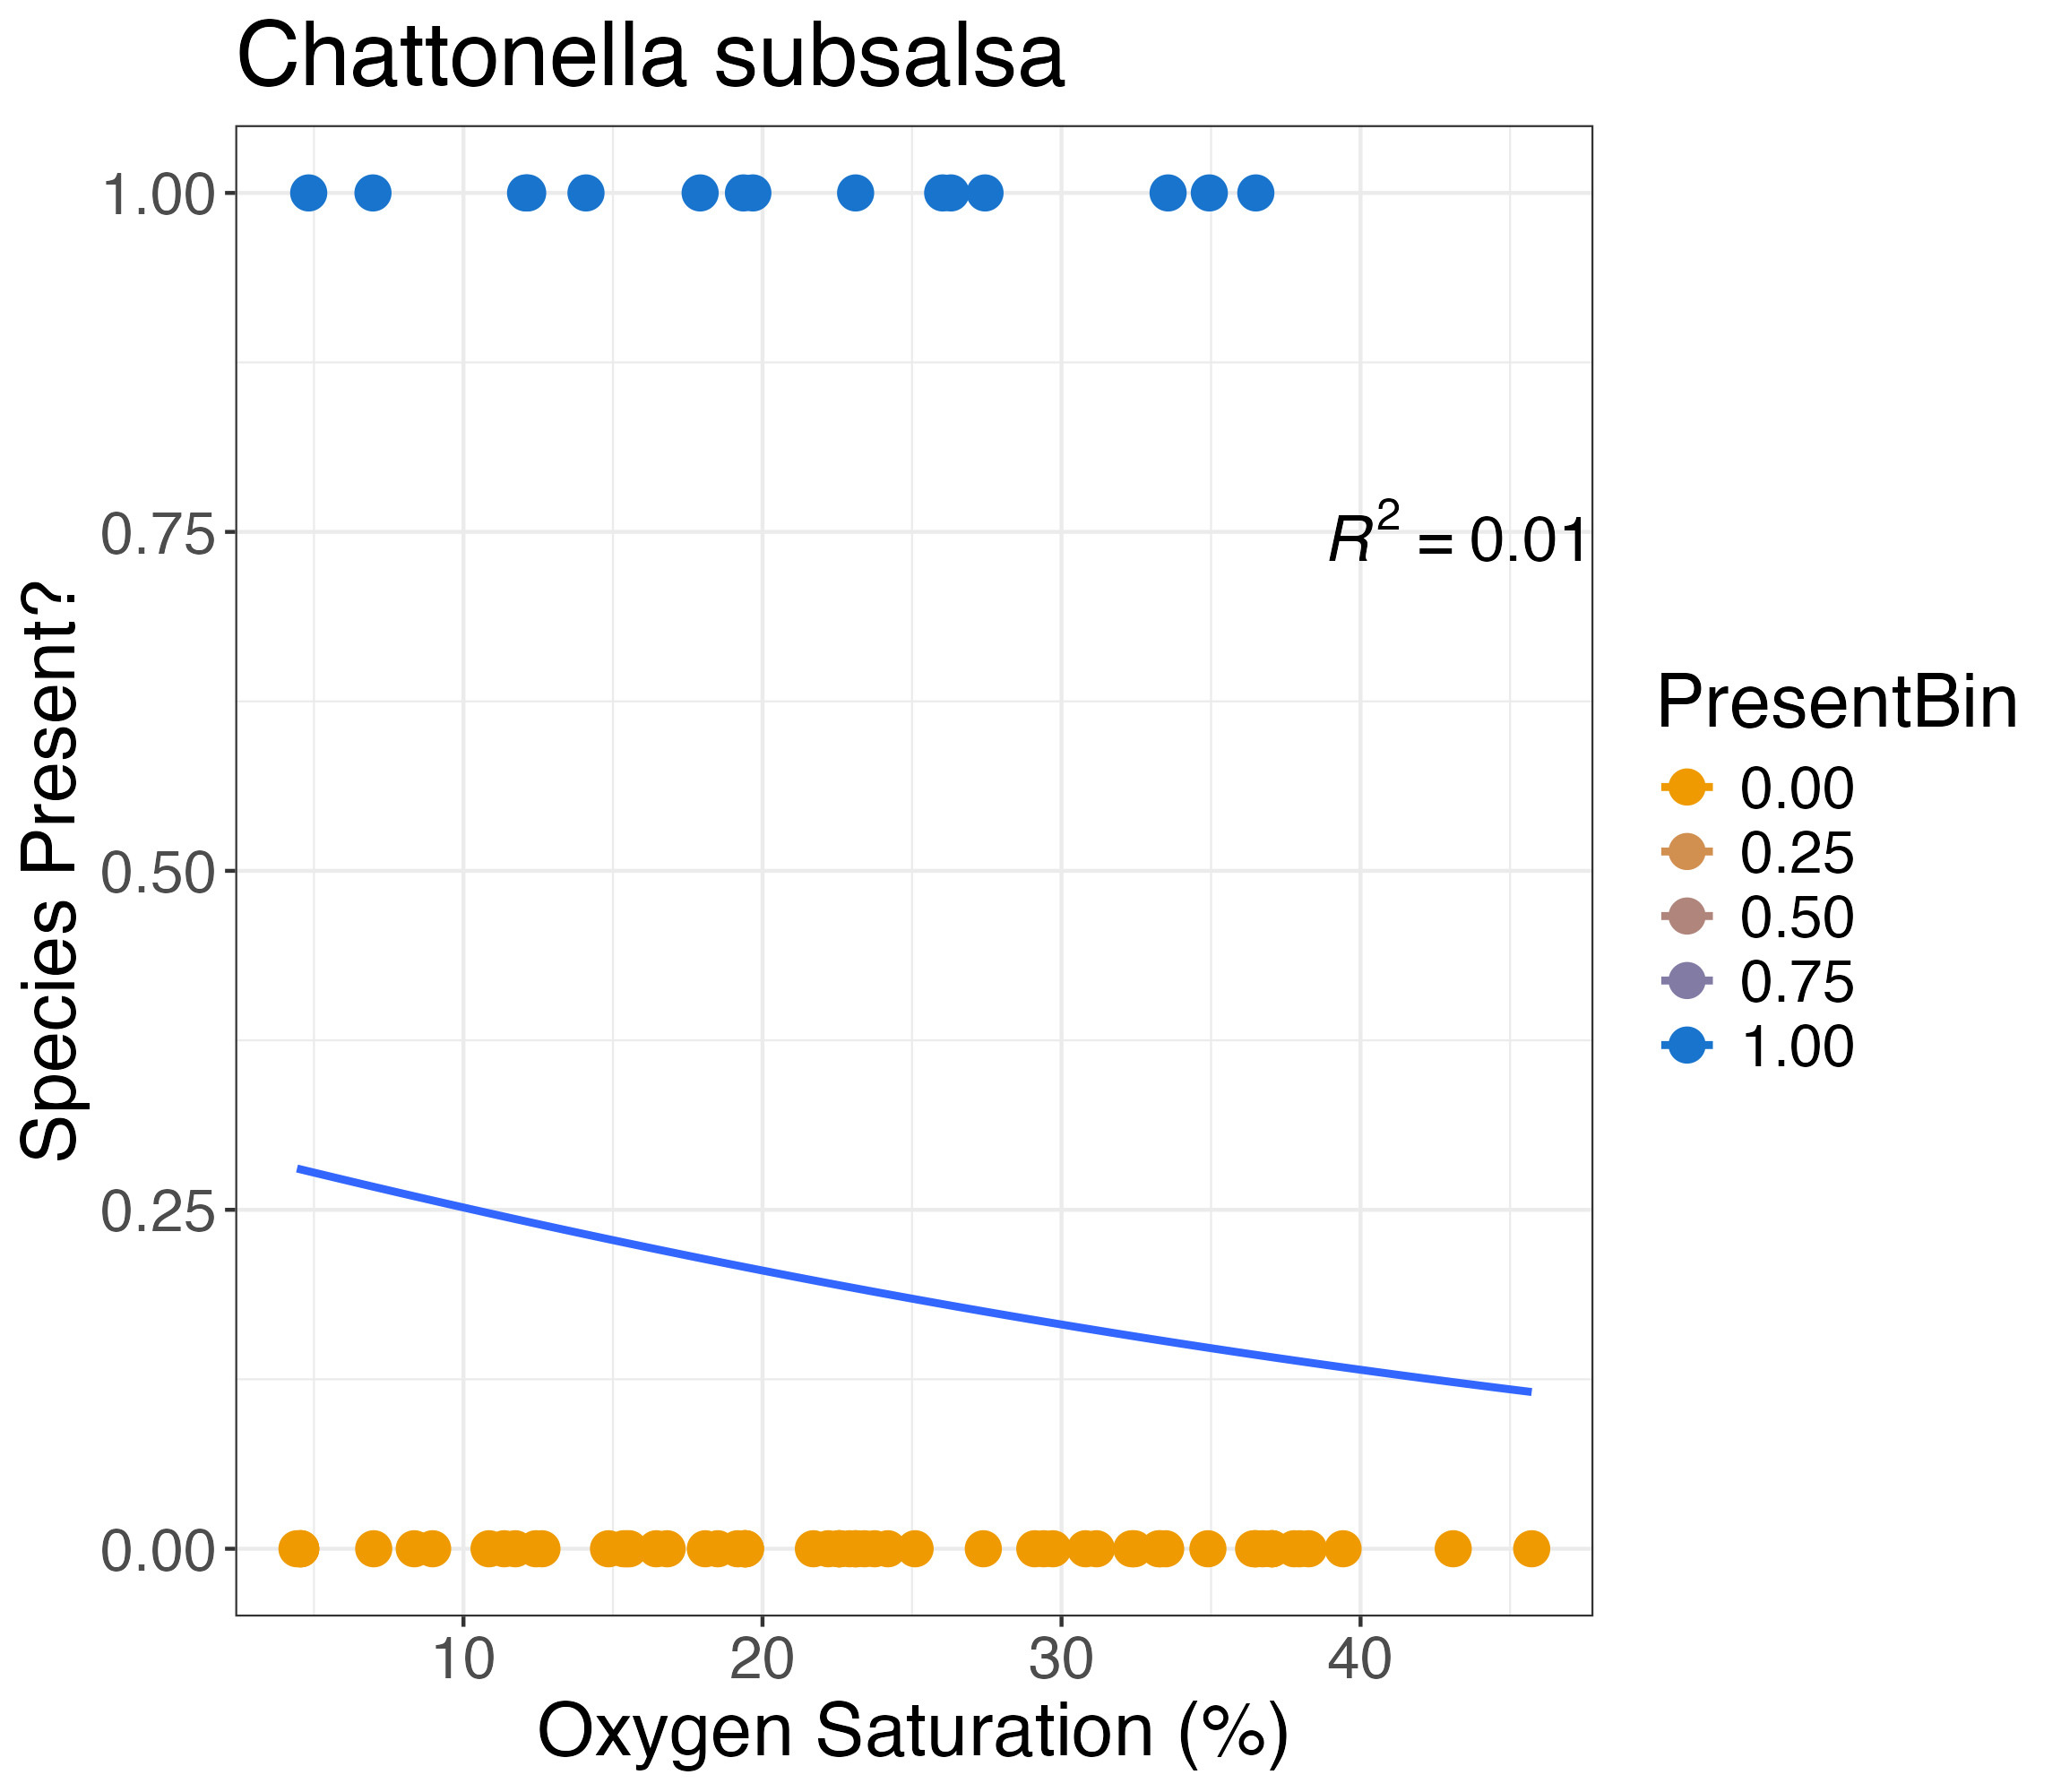 Chattonella subsalsa
1.00
0.75
0.50
0.25
0.00
Species Present?
R² = 0.01
10 20 30 40
Oxygen Saturation (%)
PresentBin
0.00
0.25
0.50
0.75
1.00